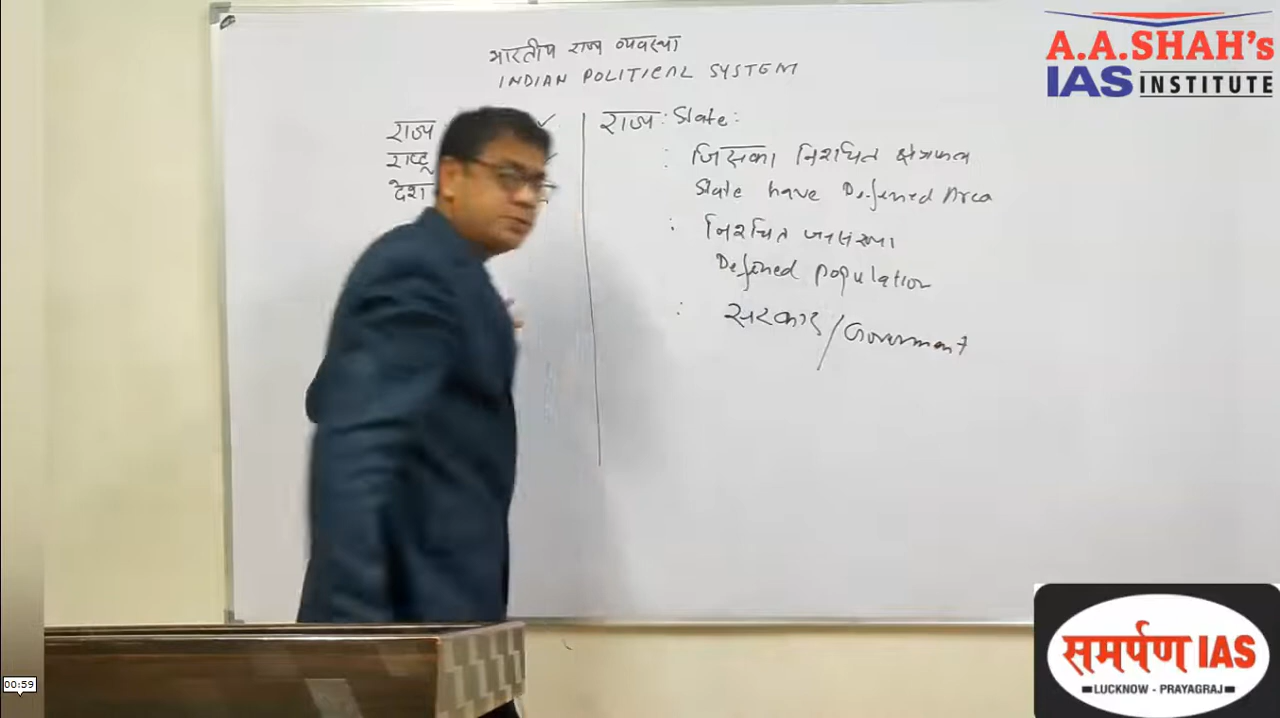 भारतीय राज्य व्यवस्था
INDIAN POLITICAL SYSTEM
राज्य
राष्ट्र
देश
राज्य: State:
: जिसका निश्चित क्षेत्रफल
State have Defined Area
: निश्चित जनसंख्या
Defined population
: सरकार/Government
A.A.SHAH's
IAS INSTITUTE
समर्पण IAS
LUCKNOW - PRAYAGRAJ
00:59